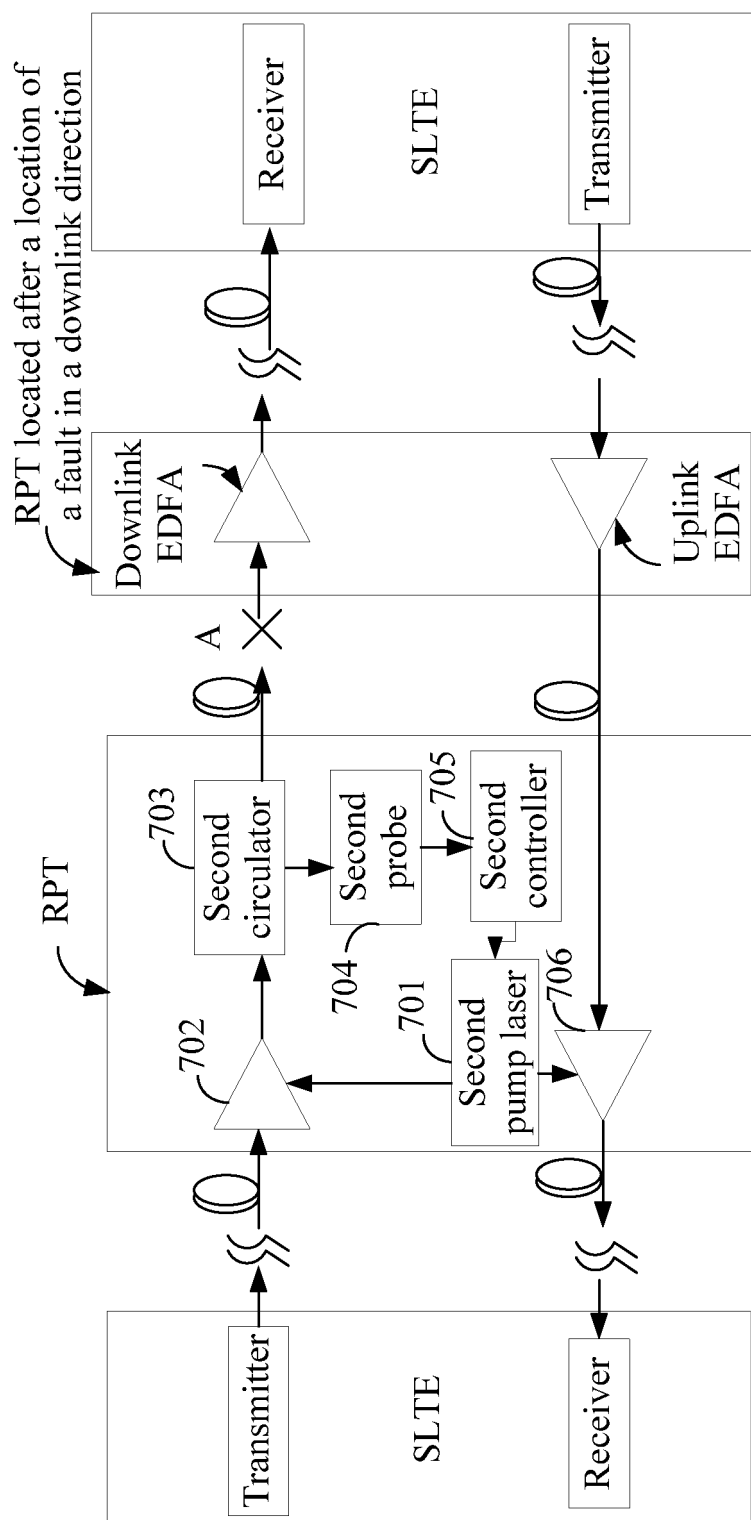 RPT located after a location of
a fault in a downlink direction
RPT
Transmitter
SLTE
Receiver
702
703
Second
circulator
Second
probe
704
705
Second
controller
701
Second
pump laser
706
A
Downlink
EDFA
Uplink
EDFA
Receiver
SLTE
Transmitter